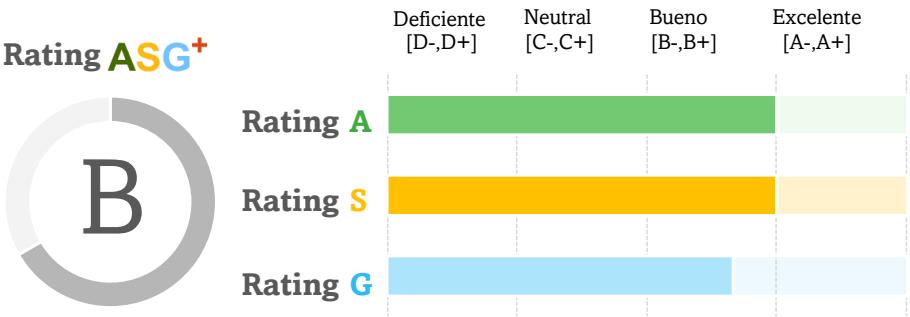 Rating ASG+
B
Deficiente
[D-,D+]
Neutral
[C-,C+]
Bueno
[B-,B+]
Excelente
[A-,A+]
Rating A
Rating S
Rating G